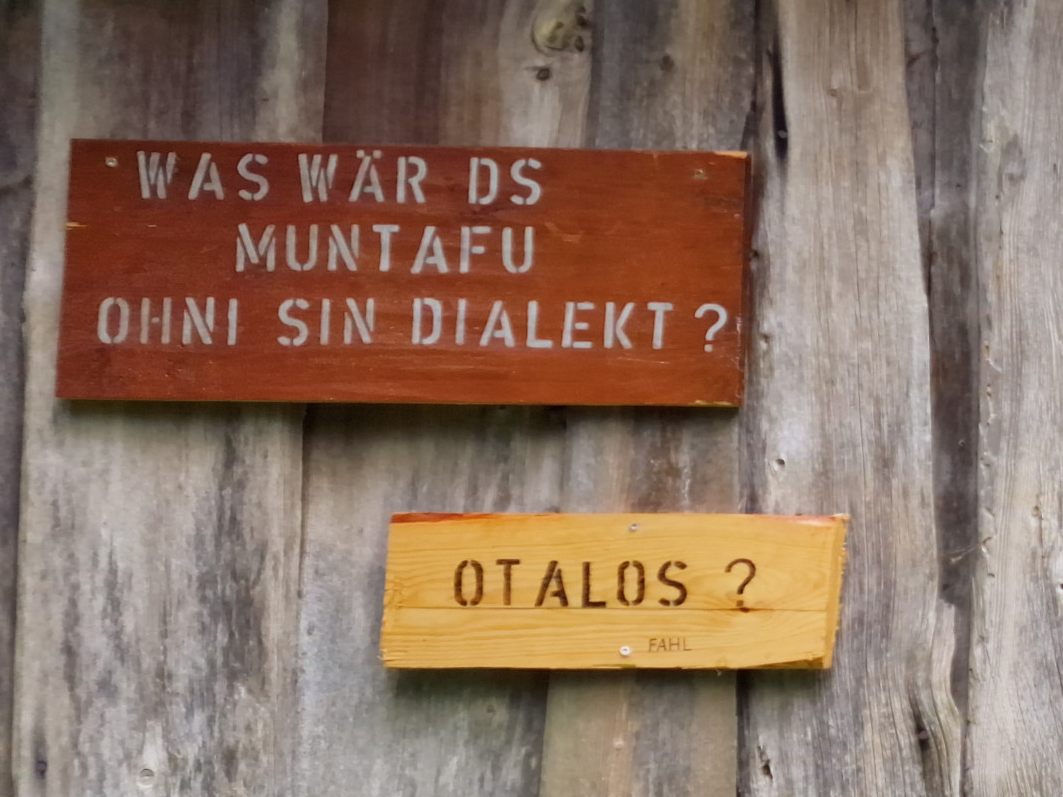 WAS WÄR DS
MUNTAFU
OHNI SIN DIALEKT?
OTALOS ?
FAHL